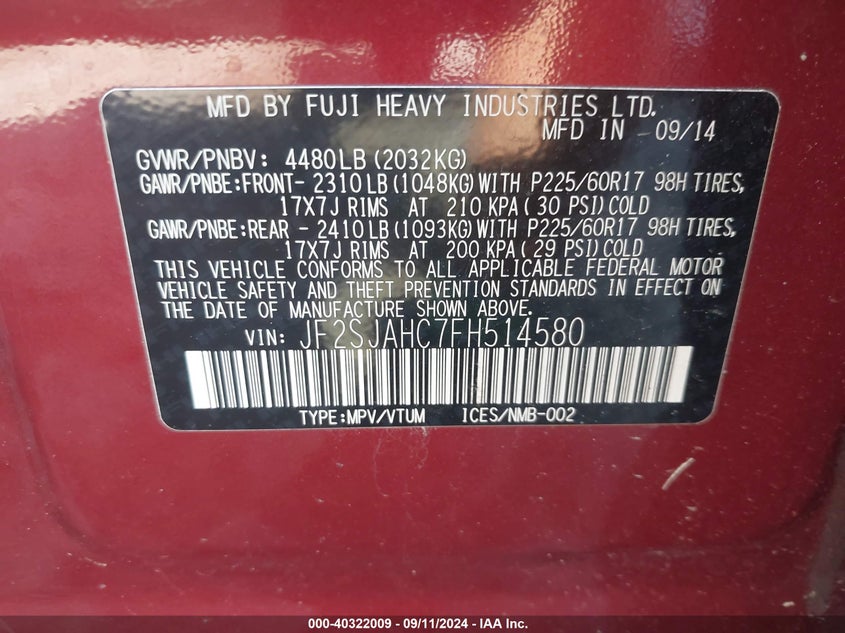 MFD BY FUJI HEAVY INDUSTRIES LTD.
MFD IN 09/14
GVWR/PNBV: 4480LB (2032KG)
GAWR/PNBE:FRONT- 2310LB (1048KG) WITH P225/60R17 98H TIRES,
17X7J RIMS AT 210 KPA ( 30 PSI) COLD
GAWR/PNBE:REAR - 2410LB (1093KG) WITH P225/60R17 98H TIRES,
17X7J RIMS AT 200 KPA ( 29 PSI) COLD
THIS VEHICLE CONFORMS TO ALL APPLICABLE FEDERAL MOTOR
VEHICLE SAFETY AND THEFT PREVENTION STANDARDS IN EFFECT ON
THE DATE OF MANUFACTURE SHOWN ABOVE.
VIN: JF2SJAHC7FH514580
TYPE:MPV/VTUM ICES/NMB-002
000-40322009 - 09/11/2024 - IAA Inc.